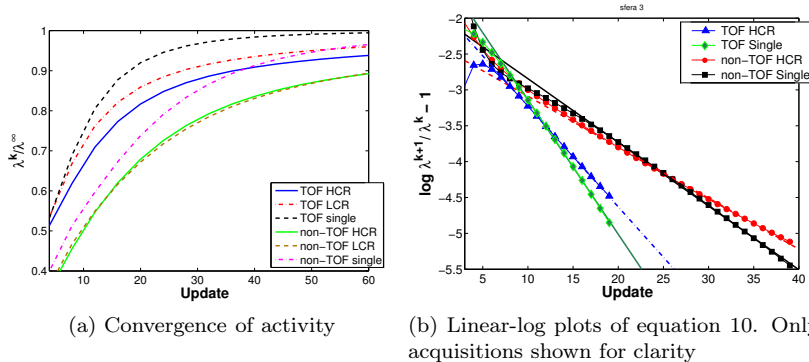 1
0.9
0.8
0.7
0.6
0.5
0.4
λᵏ/λ^∞
10 20 30 40 50 60
Update
TOF HCR
TOF LCR
TOF single
non−TOF HCR
non−TOF LCR
non−TOF single
(a) Convergence of activity
sfera 3
−2
−2.5
−3
−3.5
−4
−4.5
−5
−5.5
log λ^{k+1}/ λ^k − 1
5 10 15 20 25 30 35 40
Update
TOF HCR
TOF Single
non−TOF HCR
non−TOF Single
(b) Linear-log plots of equation 10. Only
acquisitions shown for clarity